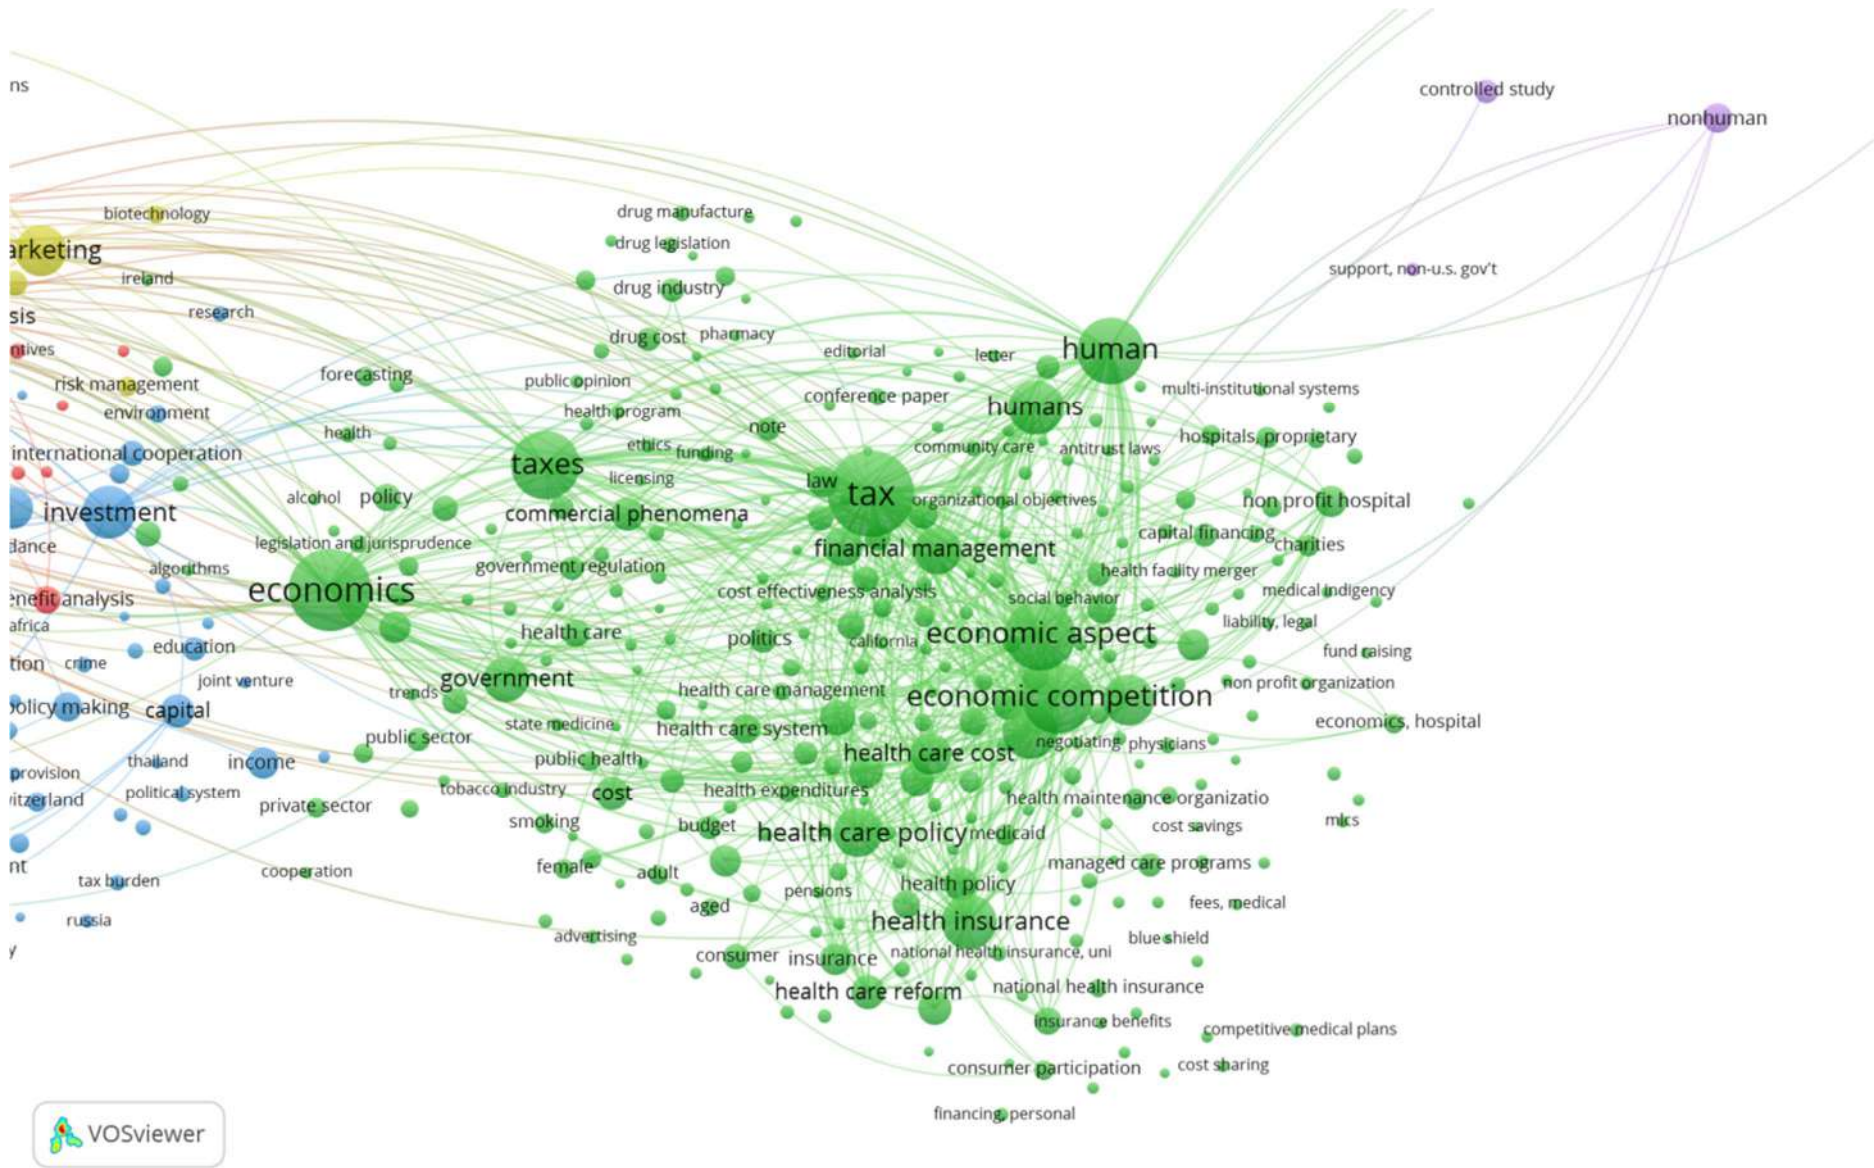 ns
controlled study
nonhuman
biotechnology
drug manufacture
drug legislation
arketing
support, non-u.s. gov't
ireland
drug industry
research
sis
drug cost
pharmacy
human
ntives
editorial
letter
forecasting
public opinion
risk management
multi-institutional systems
conference paper
humans
environment
health program
note
health
hospitals, proprietary
ethics
funding
community care
antitrust laws
international cooperation
taxes
licensing
law
tax
alcohol
policy
organizational objectives
non profit hospital
investment
commercial phenomena
capital financing
legislation and jurisprudence
charities
dance
financial management
algorithms
government regulation
health facility merger
economics
cost effectiveness analysis
medical indigency
enefit analysis
social behavior
liability, legal
africa
health care
politics
economic aspect
california
education
fund raising
tion
crime
joint venture
government
non profit organization
trends
health care management
economic competition
policy making
capital
economics, hospital
state medicine
health care system
public sector
negotiating
physicians
health care cost
public health
thailand
income
provision
tobacco industry
cost
health expenditures
political system
health maintenance organizatio
itzerland
private sector
smoking
budget
cost savings
mlcs
health care policy
medicaid
nt
female
adult
managed care programs
cooperation
tax burden
health policy
pensions
aged
fees, medical
russia
health insurance
advertising
blue shield
y
consumer
insurance
national health insurance, uni
health care reform
national health insurance
insurance benefits
competitive medical plans
consumer participation
cost sharing
financing, personal
VOSviewer